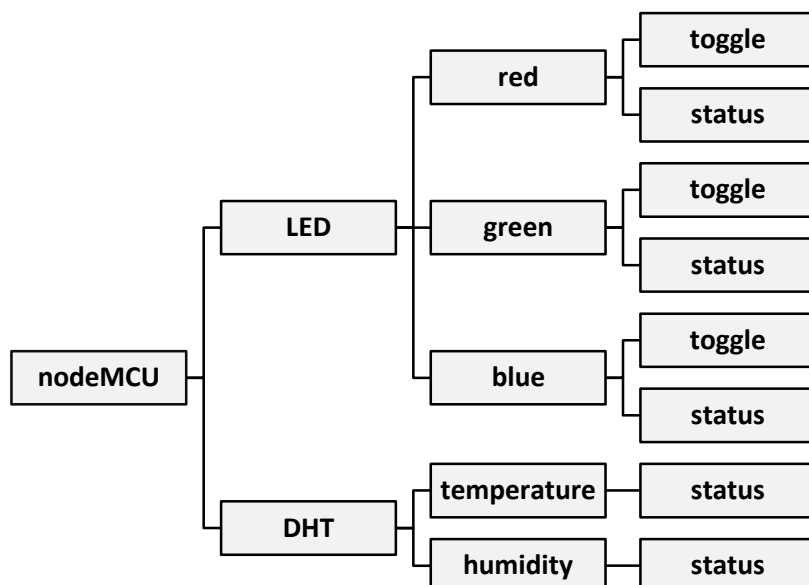 toggle
red
status
toggle
LED
green
status
toggle
nodeMCU
blue
status
temperature
status
DHT
humidity
status